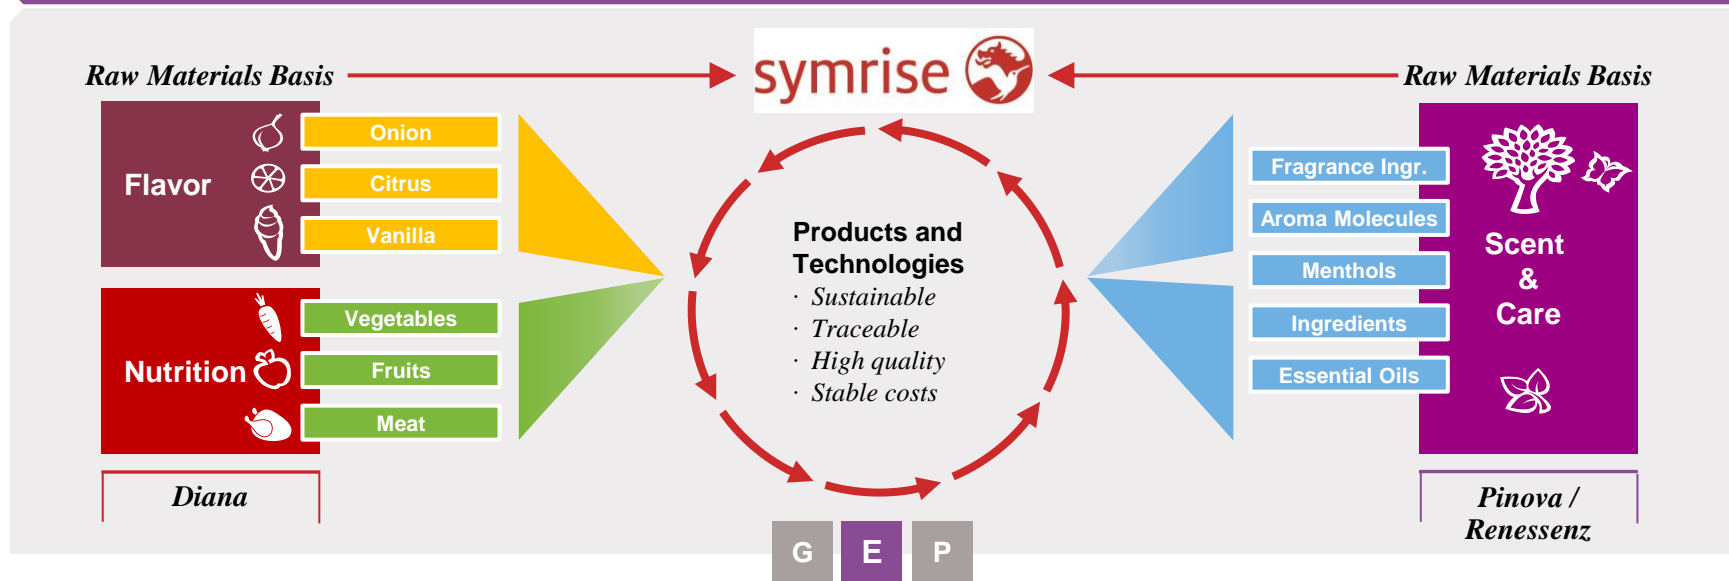 symrise
Raw Materials Basis
Flavor
Onion
Citrus
Vanilla
Nutrition
Vegetables
Fruits
Meat
Diana
Products and
Technologies
· Sustainable
· Traceable
· High quality
· Stable costs
Raw Materials Basis
Fragrance Ingr.
Aroma Molecules
Menthols
Ingredients
Essential Oils
Scent
&
Care
Pinova /
Renessenz
G E P